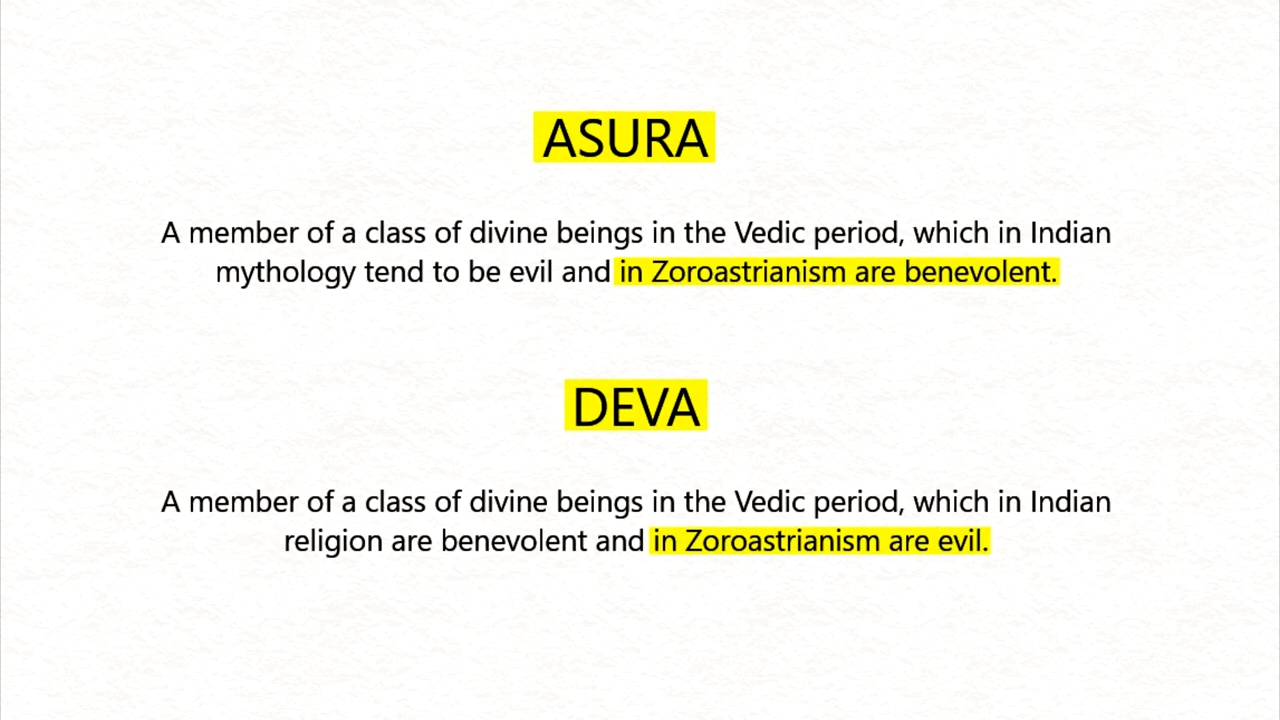 ASURA
A member of a class of divine beings in the Vedic period, which in Indian
mythology tend to be evil and in Zoroastrianism are benevolent.
DEVA
A member of a class of divine beings in the Vedic period, which in Indian
religion are benevolent and in Zoroastrianism are evil.